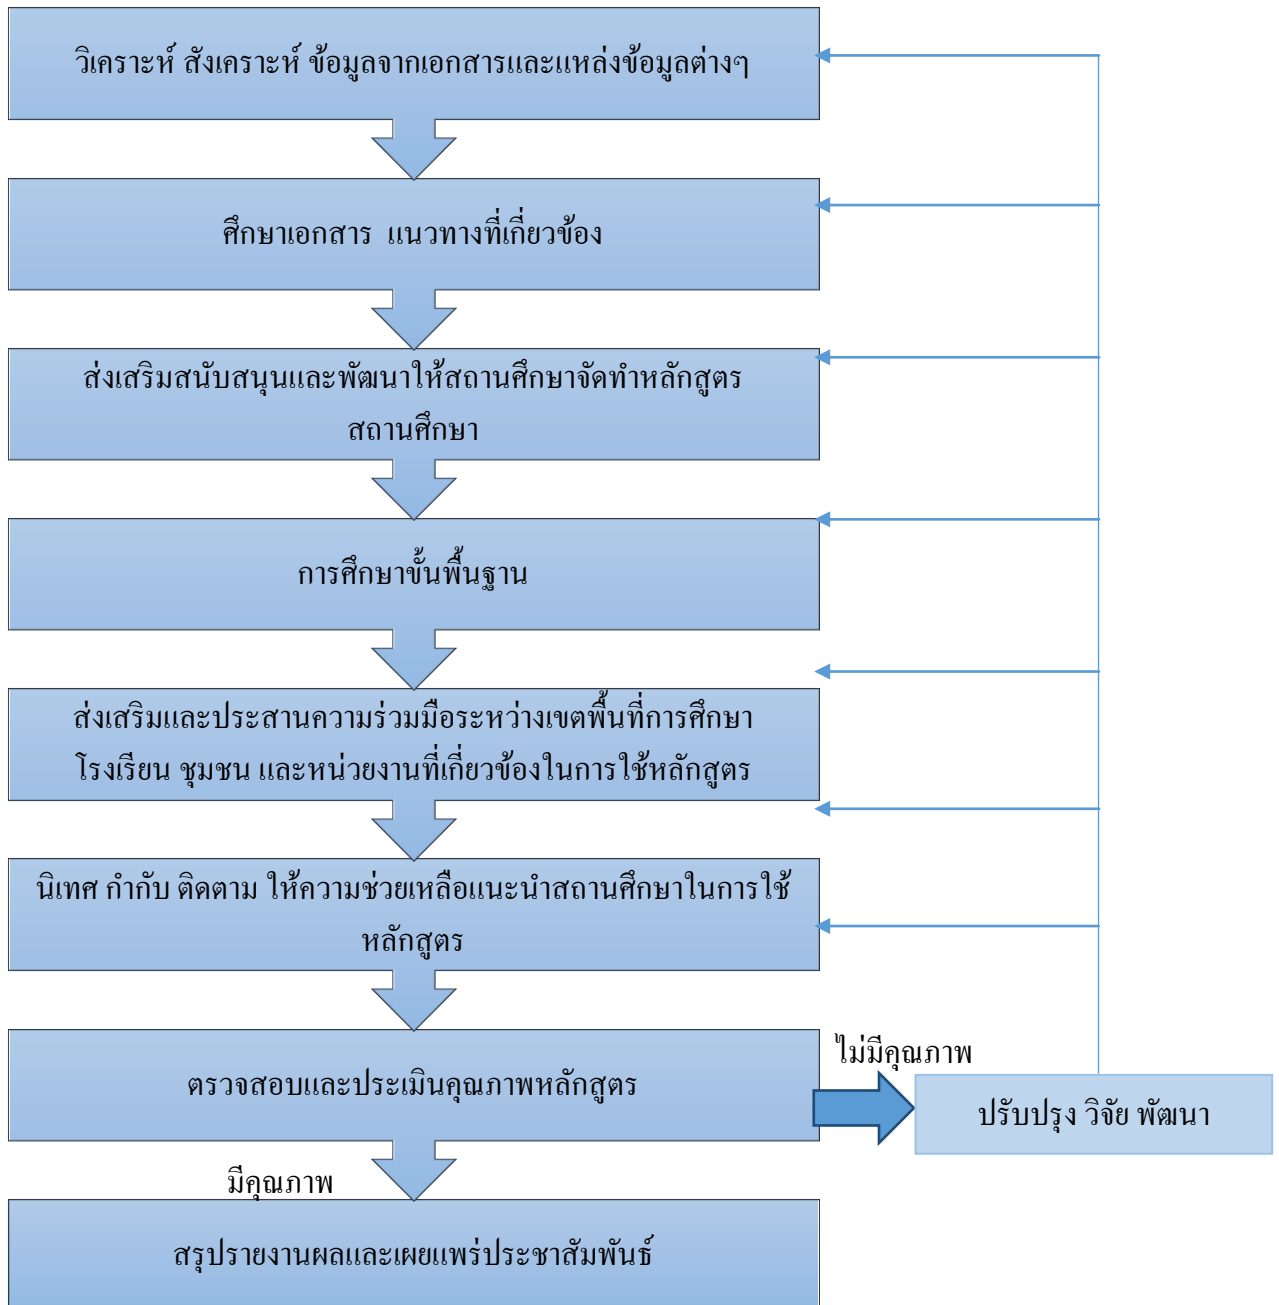 วิเคราะห์ สังเคราะห์ ข้อมูลจากเอกสารและแหล่งข้อมูลต่างๆ
ศึกษาเอกสาร  แนวทางที่เกี่ยวข้อง
ส่งเสริมสนับสนุนและพัฒนาให้สถานศึกษาจัดทำหลักสูตร
สถานศึกษา
การศึกษาขั้นพื้นฐาน
ส่งเสริมและประสานความร่วมมือระหว่างเขตพื้นที่การศึกษา
โรงเรียน ชุมชน และหน่วยงานที่เกี่ยวข้องในการใช้หลักสูตร
นิเทศ กำกับ ติดตาม ให้ความช่วยเหลือแนะนำสถานศึกษาในการใช้
หลักสูตร
ไม่มีคุณภาพ
ตรวจสอบและประเมินคุณภาพหลักสูตร
ปรับปรุง วิจัย พัฒนา
มีคุณภาพ
สรุปรายงานผลและเผยแพร่ประชาสัมพันธ์